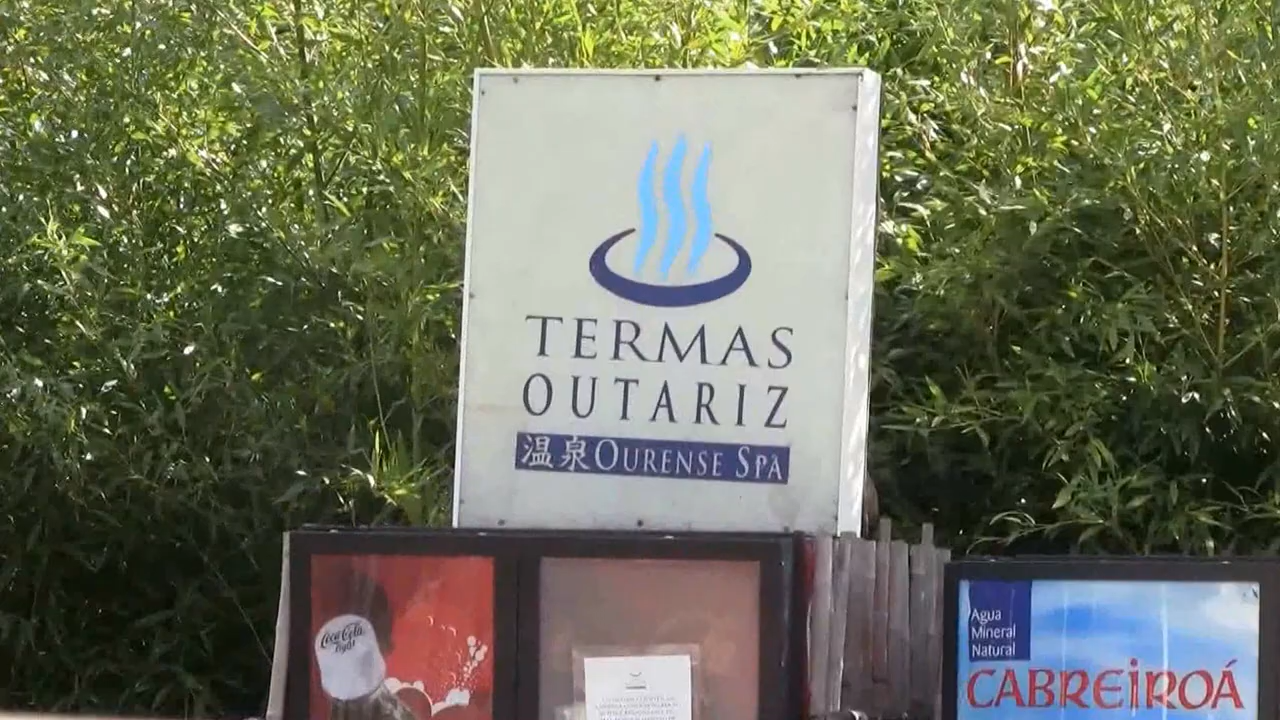 TERMAS
OUTARIZ
温泉 OURENSE SPA
Coca-Cola
light
Agua
Mineral
Natural
CABREIROÁ